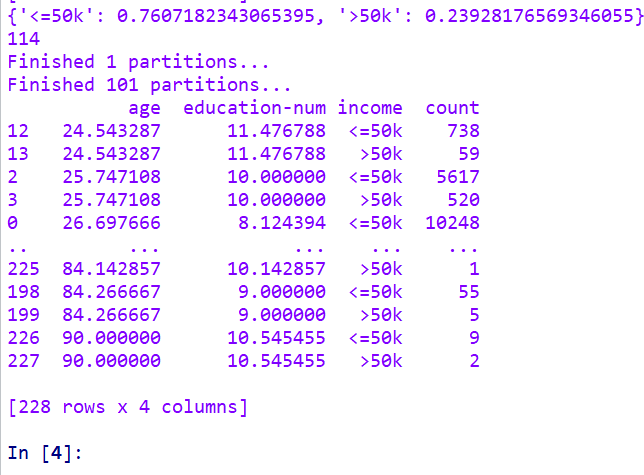 {'<=50k': 0.7607182343065395, '>50k': 0.23928176569346055}
114
Finished 1 partitions...
Finished 101 partitions...
age education-num income count
12 24.543287 11.476788 <=50k 738
13 24.543287 11.476788 >50k 59
2 25.747108 10.000000 <=50k 5617
3 25.747108 10.000000 >50k 520
0 26.697666 8.124394 <=50k 10248
.. ... ... ... ...
225 84.142857 10.142857 >50k 1
198 84.266667 9.000000 <=50k 55
199 84.266667 9.000000 >50k 5
226 90.000000 10.545455 <=50k 9
227 90.000000 10.545455 >50k 2
[228 rows x 4 columns]
In [4]: